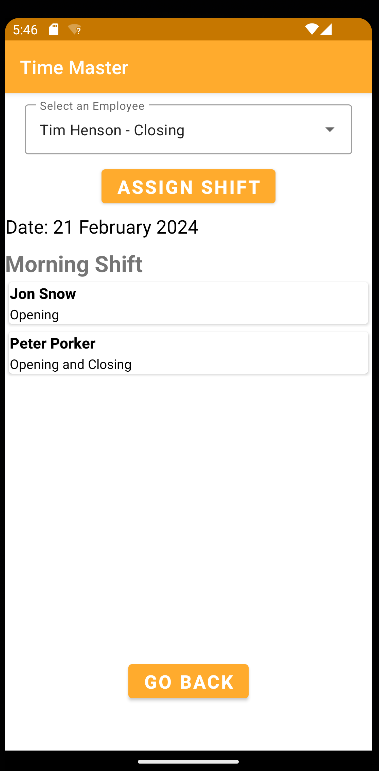 5:46
Time Master
Select an Employee
Tim Henson - Closing
ASSIGN SHIFT
Date: 21 February 2024
Morning Shift
Jon Snow
Opening
Peter Porker
Opening and Closing
GO BACK